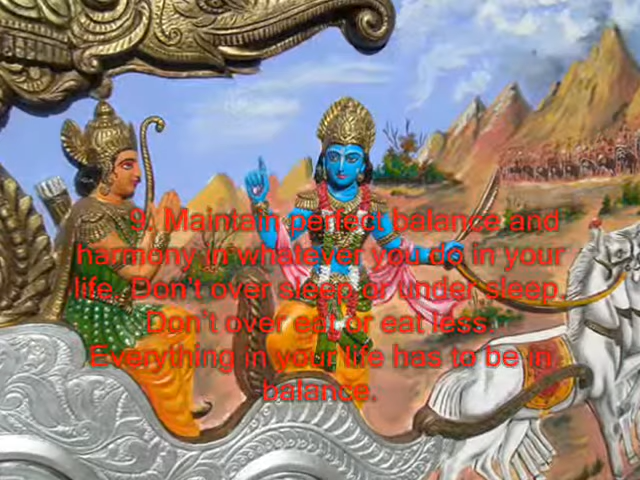 9. Maintain perfect balance and
harmony in whatever you do in your
life. Don't over sleep or under sleep.
Don't over eat or eat less.
Everything in your life has to be in
balance.